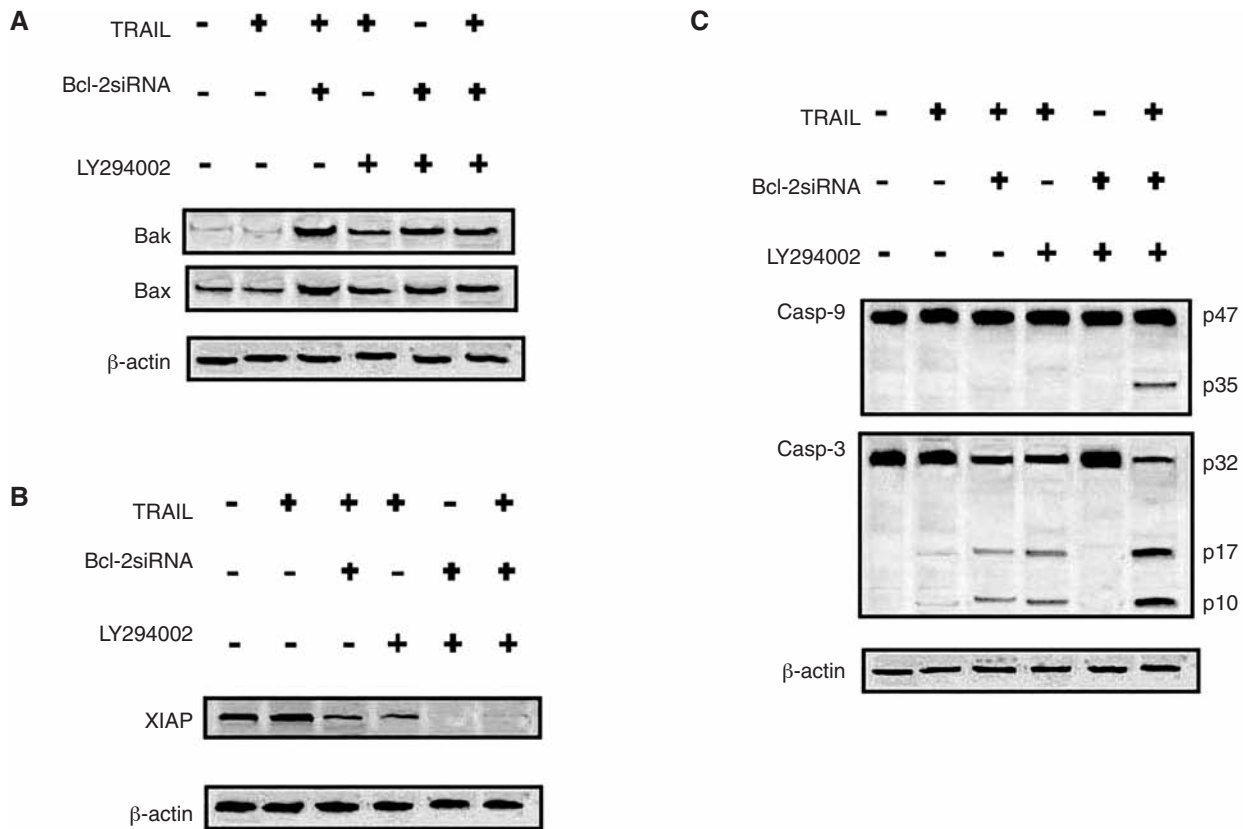 A
TRAIL - + + + - +
Bcl-2siRNA - - + - + +
LY294002 - - - + + +
Bak
Bax
β-actin
B
TRAIL - + + + - +
Bcl-2siRNA - - + - + +
LY294002 - - - + + +
XIAP
β-actin
C
TRAIL - + + + - +
Bcl-2siRNA - - + - + +
LY294002 - - - + + +
Casp-9 p47
p35
Casp-3 p32
p17
p10
β-actin